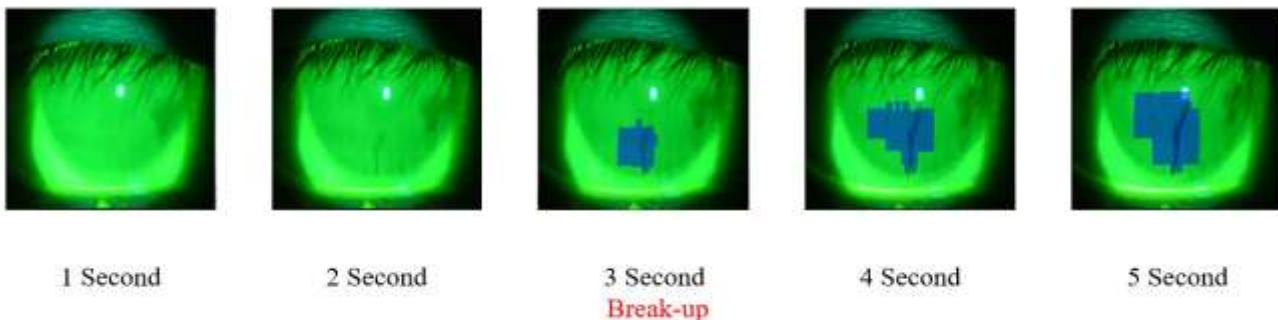 1 Second
2 Second
3 Second
4 Second
5 Second
Break-up